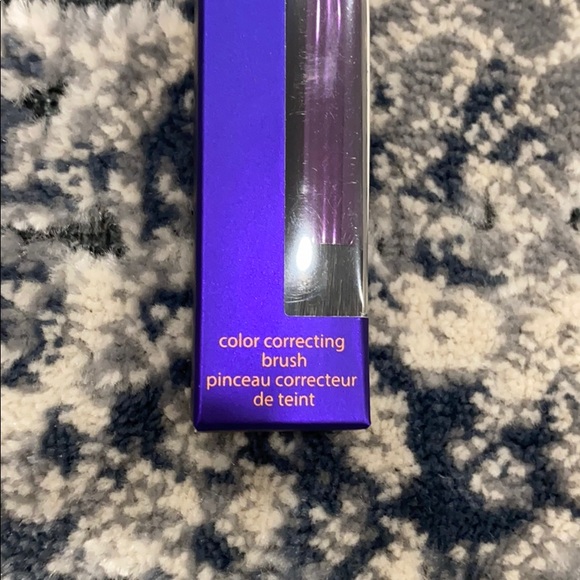 color correcting
brush
pinceau correcteur
de teint